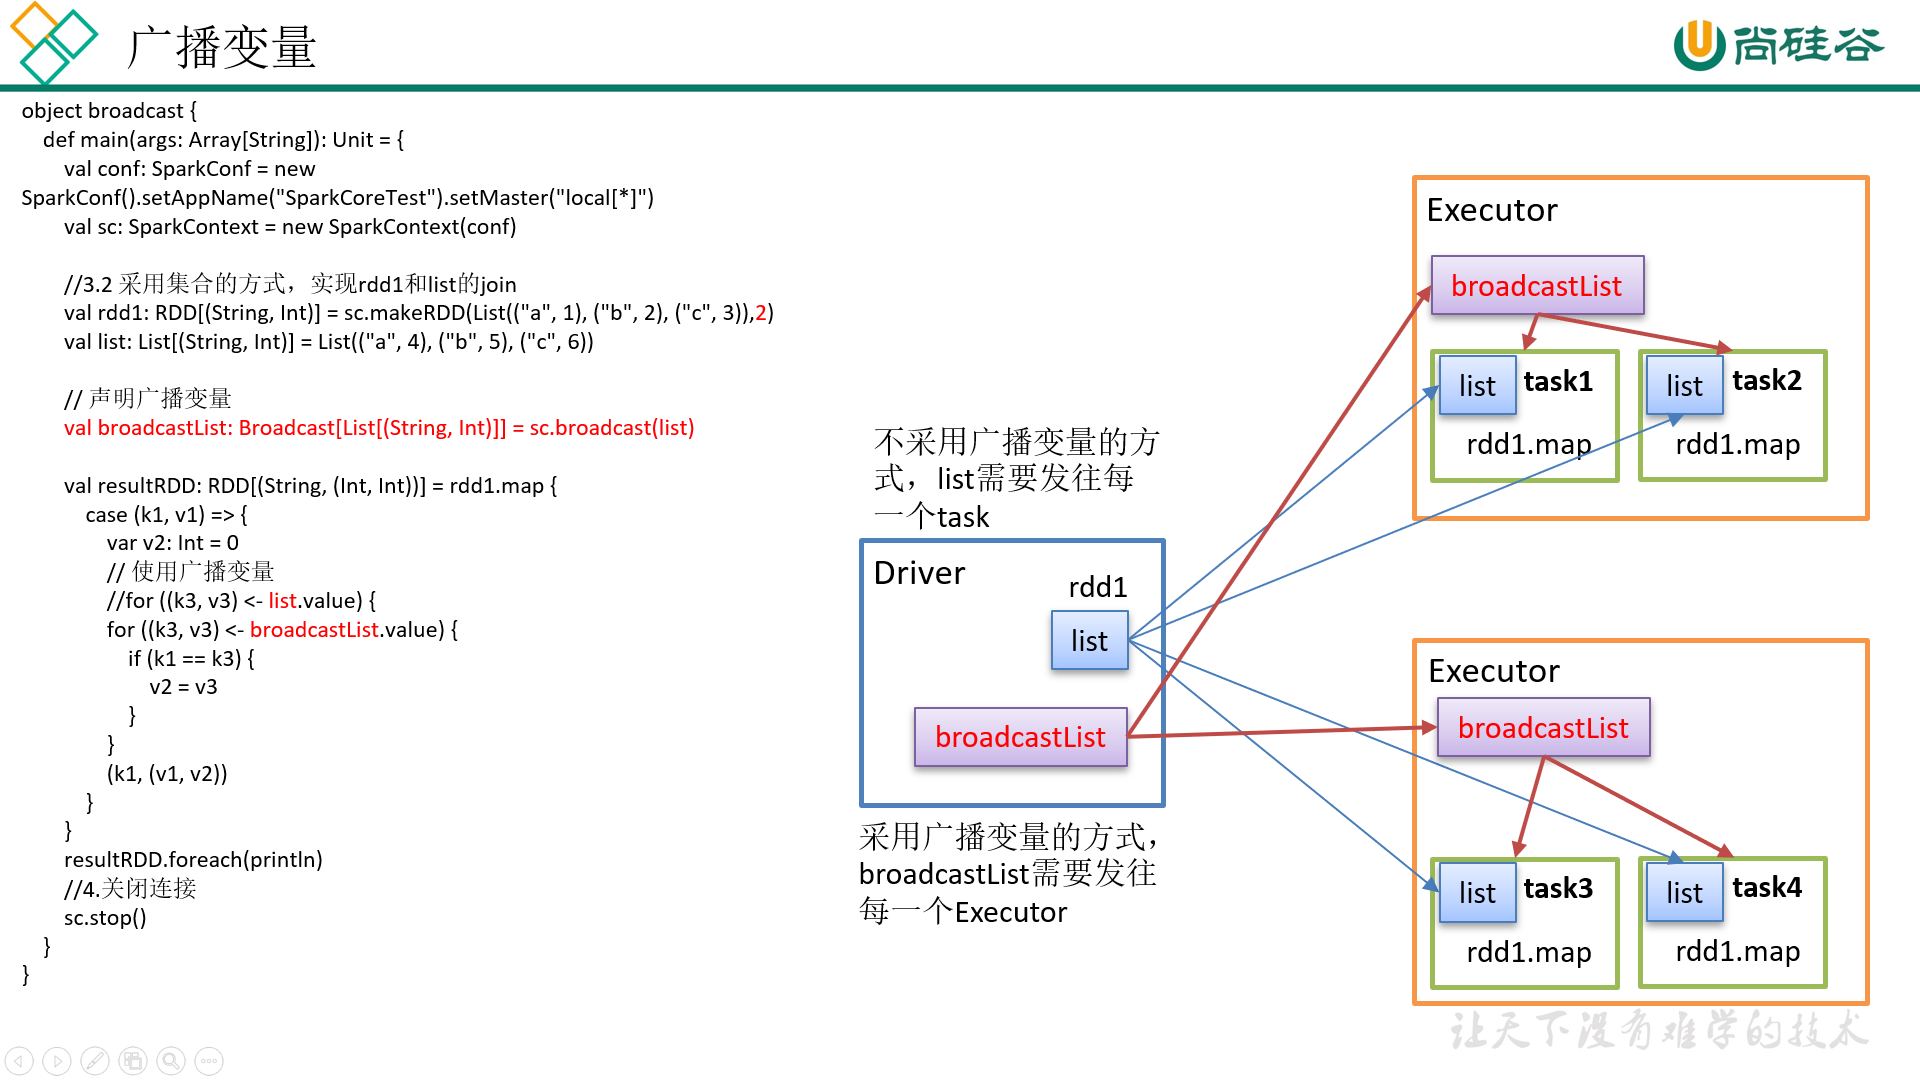 广播变量
尚硅谷
object broadcast {
def main(args: Array[String]): Unit = {
val conf: SparkConf = new
SparkConf().setAppName("SparkCoreTest").setMaster("local[*]")
val sc: SparkContext = new SparkContext(conf)
//3.2 采用集合的方式，实现rdd1和list的join
val rdd1: RDD[(String, Int)] = sc.makeRDD(List(("a", 1), ("b", 2), ("c", 3)),2)
val list: List[(String, Int)] = List(("a", 4), ("b", 5), ("c", 6))
// 声明广播变量
val broadcastList: Broadcast[List[(String, Int)]] = sc.broadcast(list)
val resultRDD: RDD[(String, (Int, Int))] = rdd1.map {
case (k1, v1) => {
var v2: Int = 0
// 使用广播变量
//for ((k3, v3) <- list.value) {
for ((k3, v3) <- broadcastList.value) {
if (k1 == k3) {
v2 = v3
}
}
(k1, (v1, v2))
}
}
resultRDD.foreach(println)
//4.关闭连接
sc.stop()
}
}
不采用广播变量的方
式，list需要发往每
一个task
Driver
rdd1
list
broadcastList
采用广播变量的方式，
broadcastList需要发往
每一个Executor
Executor
broadcastList
list task1
rdd1.map
list task2
rdd1.map
Executor
broadcastList
list task3
rdd1.map
list task4
rdd1.map
让天下没有难学的技术